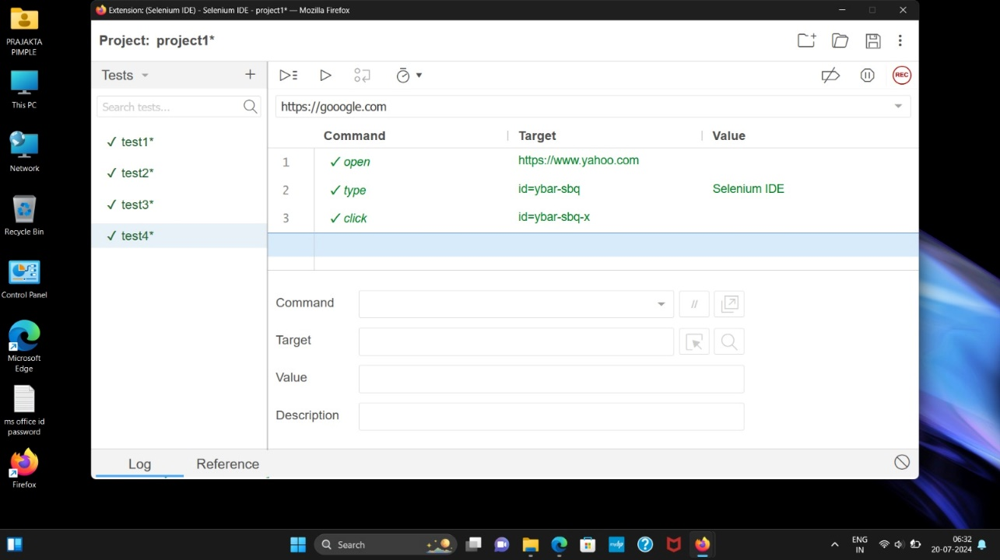 Extension: (Selenium IDE) - Selenium IDE - project1* — Mozilla Firefox
Project: project1*
Tests
Search tests...
✓ test1*
✓ test2*
✓ test3*
✓ test4*
REC
https://gooogle.com
Command Target Value
1 ✓ open https://www.yahoo.com
2 ✓ type id=ybar-sbq Selenium IDE
3 ✓ click id=ybar-sbq-x
Command
//
Target
Value
Description
Log Reference
PRAJAKTA
PIMPLE
This PC
Network
Recycle Bin
Control Panel
Microsoft
Edge
ms office id
password
Firefox
Search
myhp
ENG
IN
06:32
20-07-2024